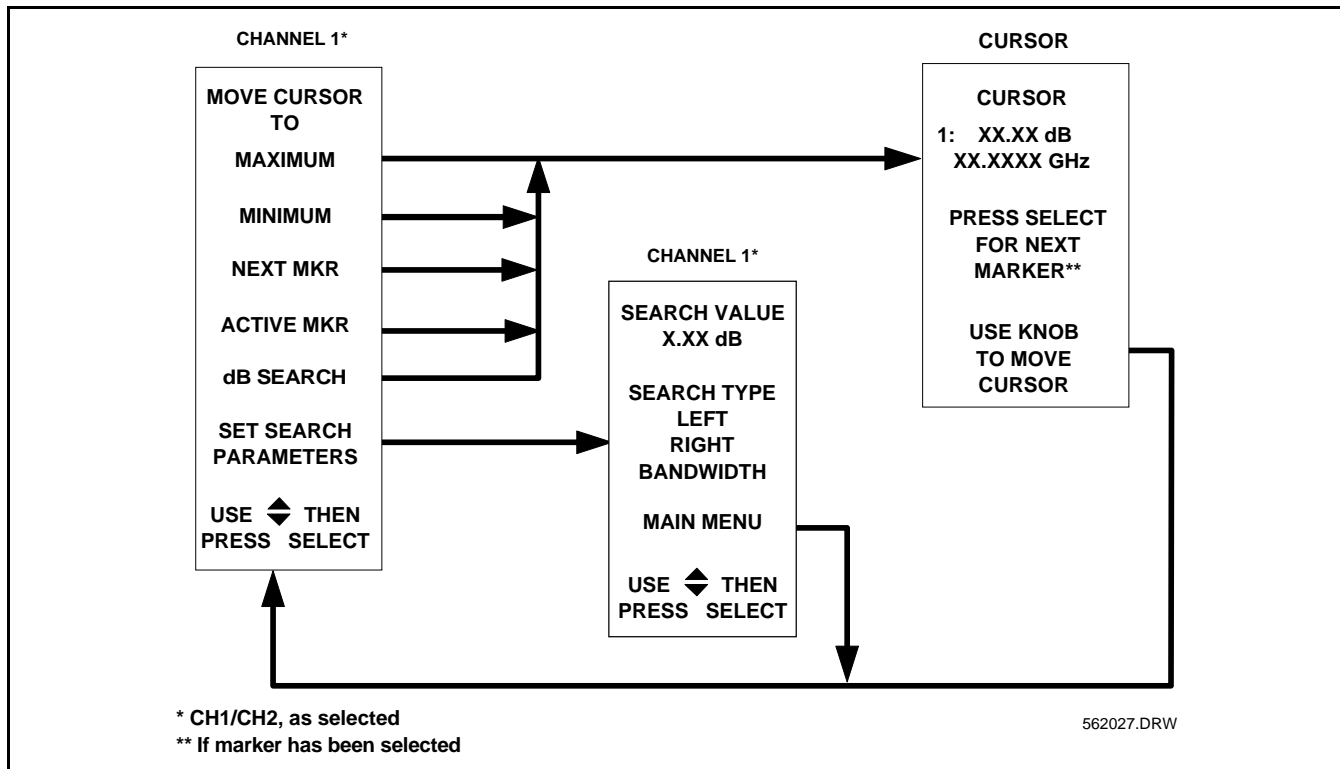 CHANNEL 1*
MOVE CURSOR
TO
MAXIMUM
MINIMUM
NEXT MKR
ACTIVE MKR
dB SEARCH
SET SEARCH
PARAMETERS
USE THEN
PRESS SELECT
CHANNEL 1*
SEARCH VALUE
X.XX dB
SEARCH TYPE
LEFT
RIGHT
BANDWIDTH
MAIN MENU
USE THEN
PRESS SELECT
CURSOR
CURSOR
1: XX.XX dB
XX.XXXX GHz
PRESS SELECT
FOR NEXT
MARKER**
USE KNOB
TO MOVE
CURSOR
* CH1/CH2, as selected
** If marker has been selected
562027.DRW